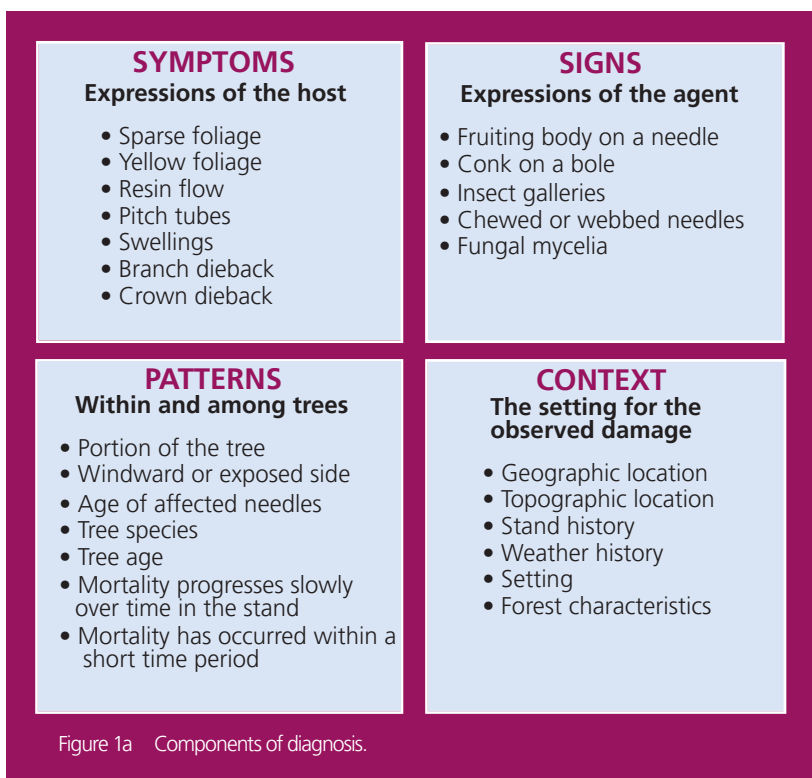 SYMPTOMS
Expressions of the host
• Sparse foliage
• Yellow foliage
• Resin flow
• Pitch tubes
• Swellings
• Branch dieback
• Crown dieback
SIGNS
Expressions of the agent
• Fruiting body on a needle
• Conk on a bole
• Insect galleries
• Chewed or webbed needles
• Fungal mycelia
PATTERNS
Within and among trees
• Portion of the tree
• Windward or exposed side
• Age of affected needles
• Tree species
• Tree age
• Mortality progresses slowly
over time in the stand
• Mortality has occurred within a
short time period
CONTEXT
The setting for the
observed damage
• Geographic location
• Topographic location
• Stand history
• Weather history
• Setting
• Forest characteristics
Figure 1a Components of diagnosis.